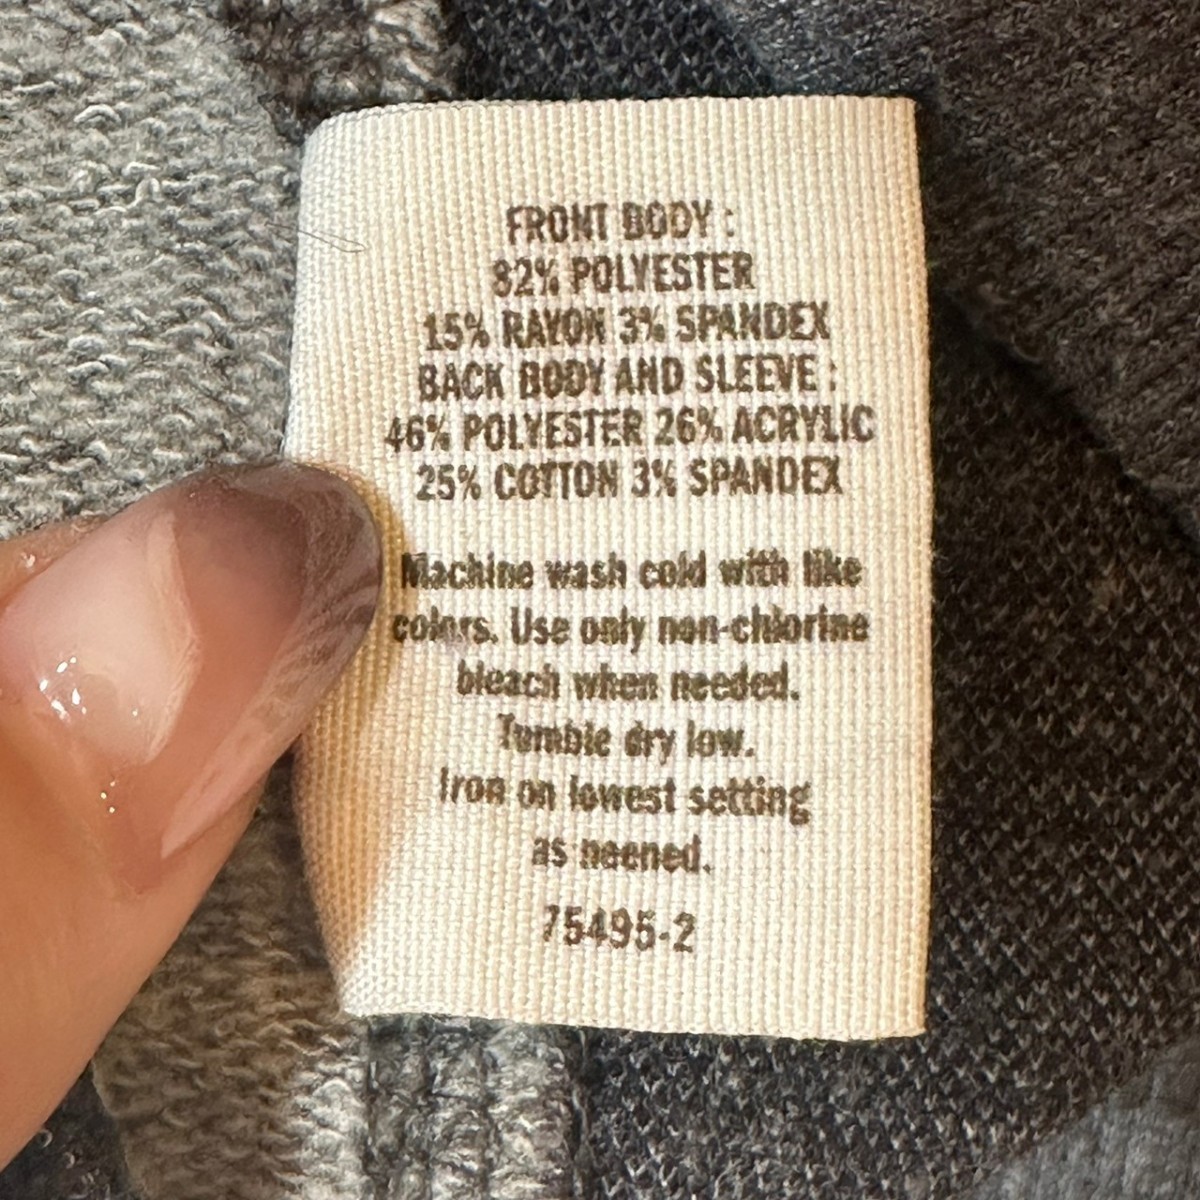 FRONT BODY :
82% POLYESTER
15% RAYON 3% SPANDEX
BACK BODY AND SLEEVE :
46% POLYESTER 26% ACRYLIC
25% COTTON 3% SPANDEX
Machine wash cold with like
colors. Use only non-chlorine
bleach when needed.
Tumble dry low.
Iron on lowest setting
as neened.
75495-2